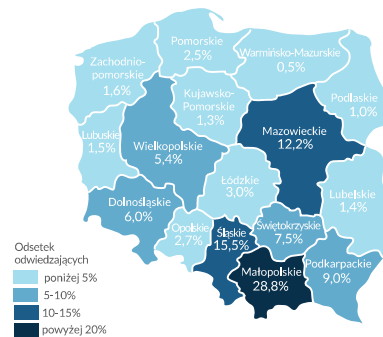 Pomorskie
2,5%
Warmińsko-Mazurskie
0,5%
Zachodnio-
pomorskie
1,6%
Kujawsko-
Pomorskie
1,3%
Podlaskie
1,0%
Mazowieckie
12,2%
Lubuskie
1,5%
Wielkopolskie
5,4%
Łódzkie
3,0%
Lubelskie
1,4%
Dolnośląskie
6,0%
Opolskie
2,7%
Śląskie
15,5%
Świętokrzyskie
7,5%
Małopolskie
28,8%
Podkarpackie
9,0%
Odsetek
odwiedzających
poniżej 5%
5-10%
10-15%
powyżej 20%